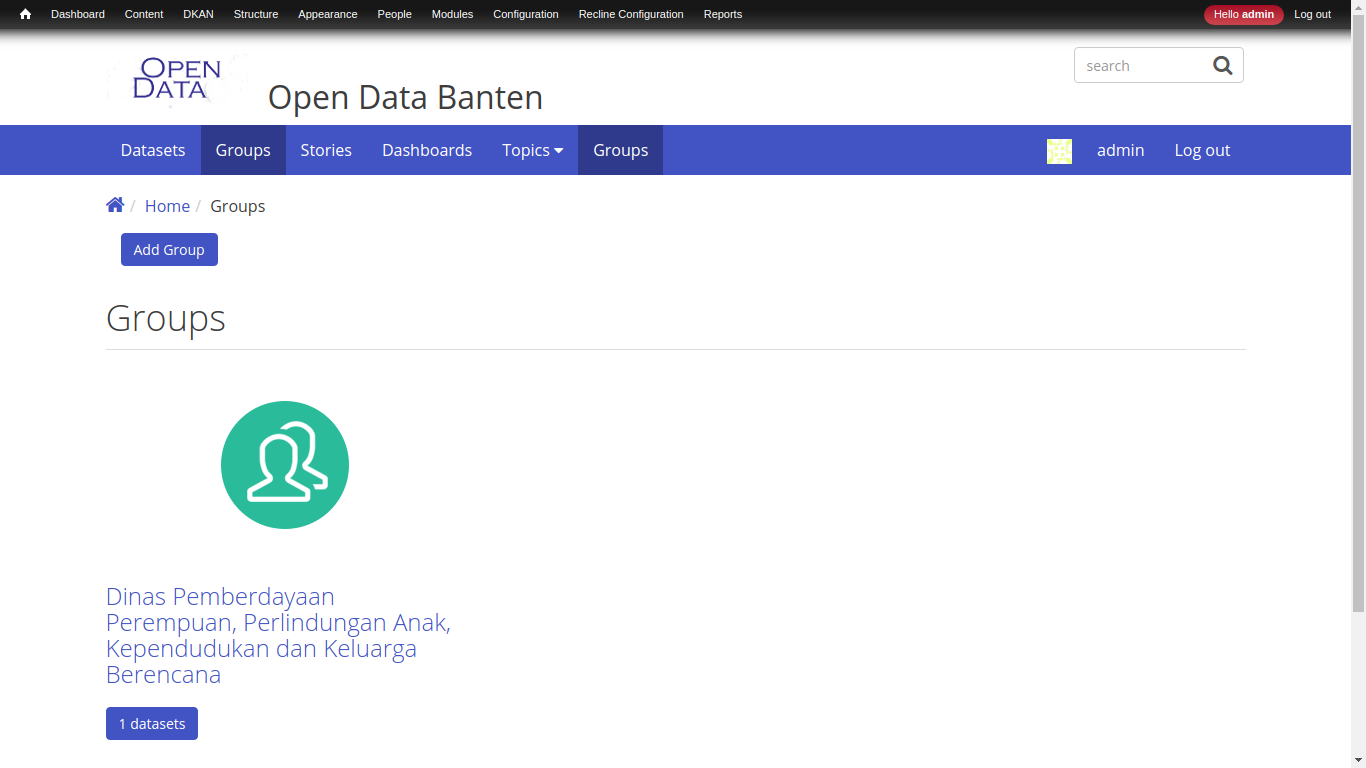 Dashboard Content DKAN Structure Appearance People Modules Configuration Recline Configuration Reports Hello admin Log out
OPEN
DATA
Open Data Banten
search
Datasets Groups Stories Dashboards Topics Groups admin Log out
/ Home / Groups
Add Group
Groups
Dinas Pemberdayaan
Perempuan, Perlindungan Anak,
Kependudukan dan Keluarga
Berencana
1 datasets